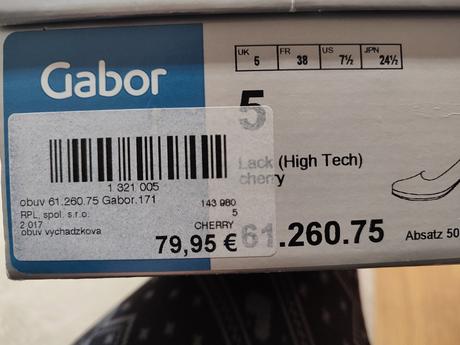 Gabor
UK FR US JPN
5 38 7½ 24½
5
Lack (High Tech)
cherry
1 321 005
obuv 61.260.75 Gabor.171 143 980
RPL, spol. s.r.o. 5
2 017 CHERRY
obuv vychadzkova
79,95 €
61.260.75 Absatz 50